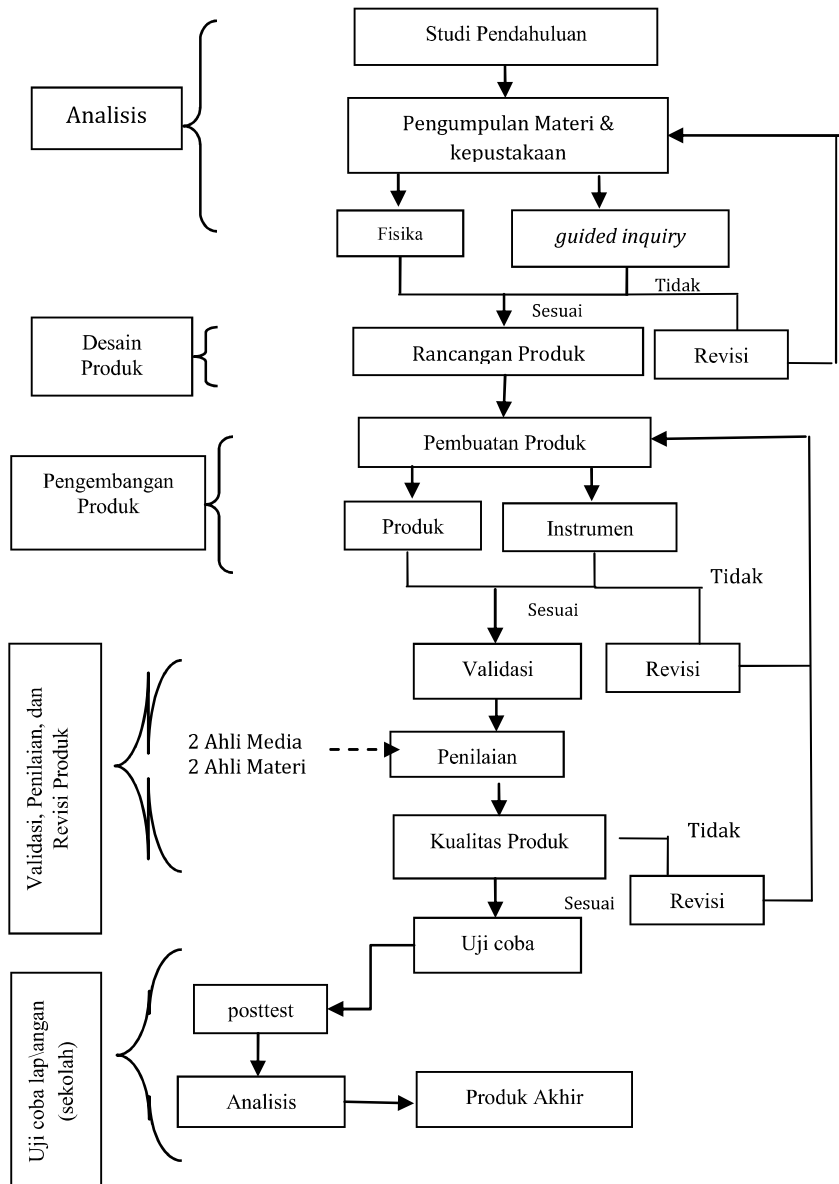 Studi Pendahuluan
Analisis
Pengumpulan Materi &
kepustakaan
Fisika
guided inquiry
Tidak
Sesuai
Desain
Produk
Rancangan Produk
Revisi
Pembuatan Produk
Pengembangan
Produk
Produk
Instrumen
Tidak
Sesuai
Validasi, Penilaian, dan
Revisi Produk
Validasi
Revisi
2 Ahli Media
2 Ahli Materi
Penilaian
Kualitas Produk
Tidak
Sesuai
Revisi
Uji coba
Uji coba lap\angan
(sekolah)
posttest
Analisis
Produk Akhir